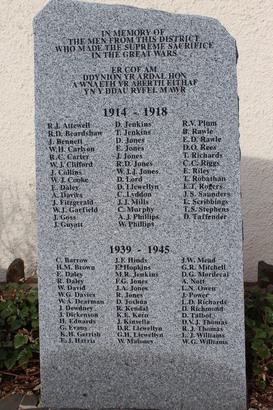 IN MEMORY OF
THE MEN FROM THIS DISTRICT
WHO MADE THE SUPREME SACRIFICE
IN THE GREAT WARS
ER COF AM
DDYNION YR ARDAL HON
A WNAETH YR ABERTH EITHAF
YN Y DDAU RYFEL MAWR
1914 - 1918
R.J. Attewell D. Jenkins R.V. Plum
R.D. Beardshaw T. Jenkins B. Rawle
J. Bennett D. Jones E.D. Rawle
W.H. Carlson E. Jones D.O. Rees
R.C. Carter J. Jones T. Richards
W.J. Clifford R.D. Jones C.C. Riggs
J. Collins W.J.J. Jones E. Riley
W.J. Cooke D. Lord T. Robathan
E. Daley D. Llewellyn E.T. Rogers
A. Davies C. Lyddon J.S. Saunders
J. Fitzgerald J.J. Mills L. Scribbings
W.J. Garfield C. Murphy T.S. Stephens
J. Goss A.J. Phillips D. Taffender
J. Guyatt W. Phillips
1939 - 1945
C. Barrow J.F. Hinds J.W. Mead
H.M. Brown E. Hopkins G.R. Mitchell
E. Daley M.R. Jenkins D.G. Mordecai
R. Daley F.G. Jones A. Nott
W. David J.A. Jones L.N. Owen
W.G. Davies R. Jones J. Power
W.A. Dearman D. Joshua L.D. Richards
J. Dewdney R. Kendal D. Richmond
J. Dickenson K.E. Kero D. Talbot
H. Edwards J. Kinsella D.V.J. Thomas
G. Evans D.R. Llewellyn R.J. Thomas
K.H. Gerrish G.H. Llewellyn L.J. Williams
E.J. Harris W. Maloney W.G. Williams